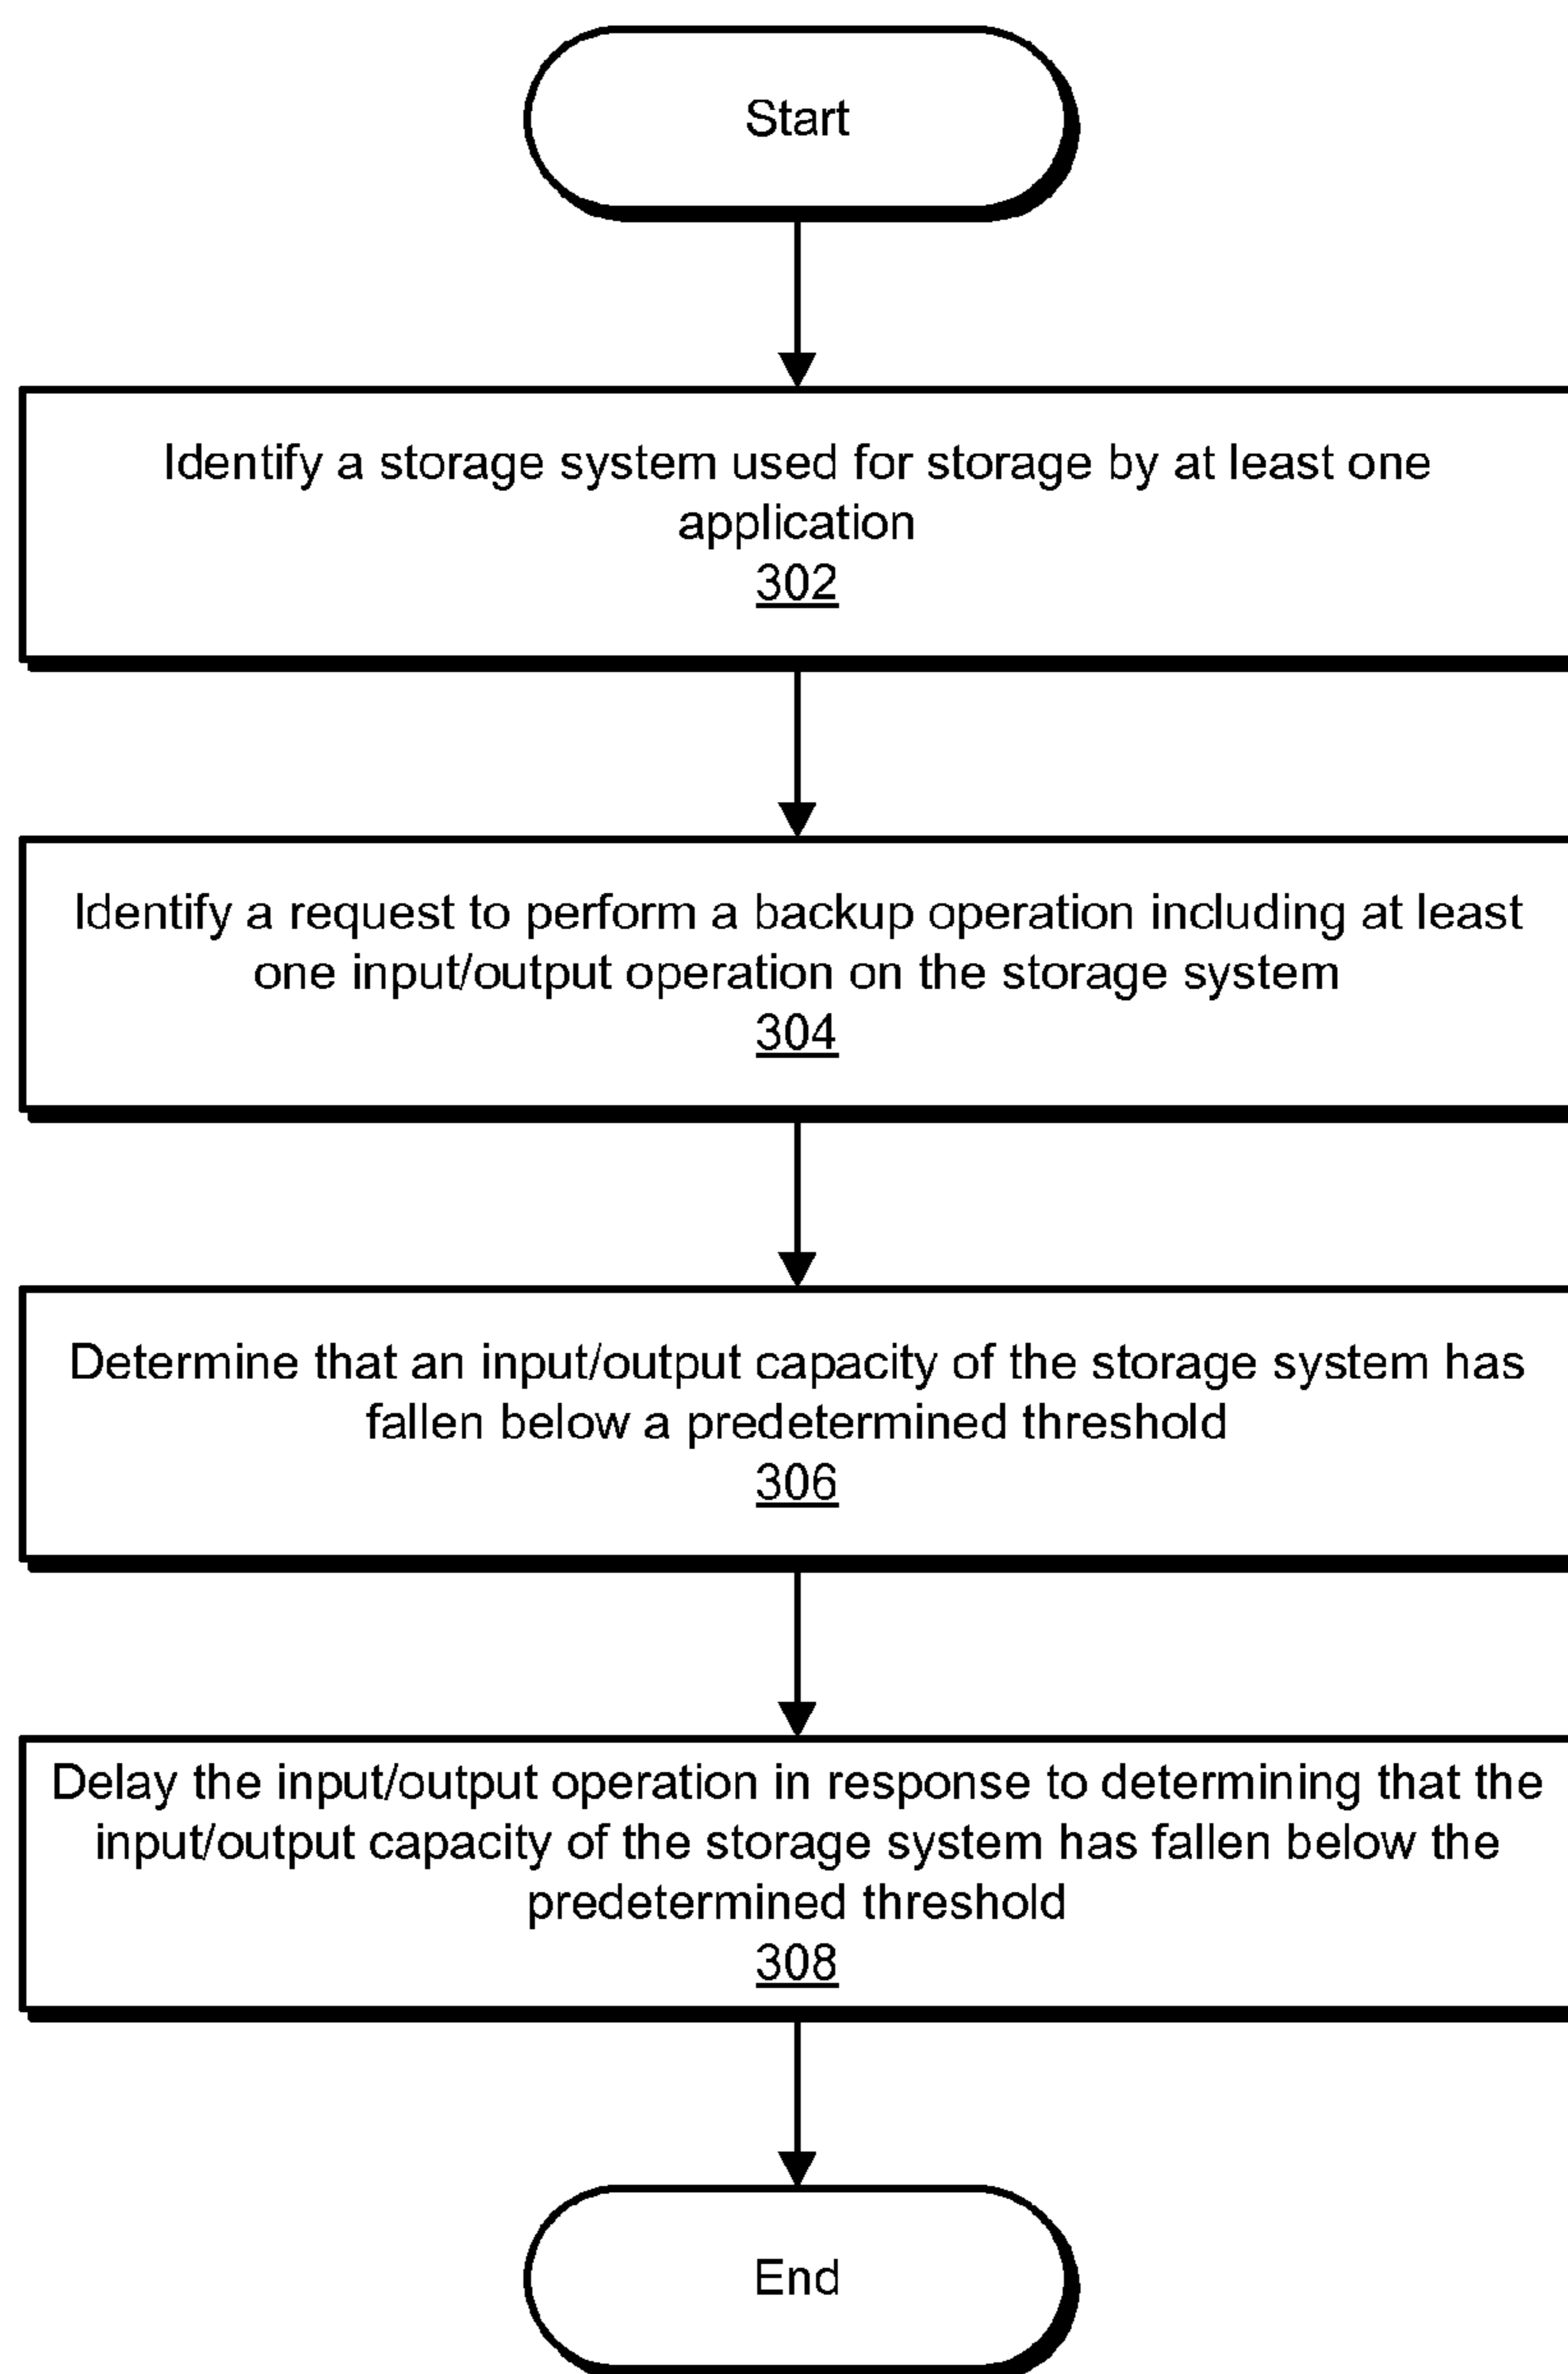 Start
Identify a storage system used for storage by at least one
application
302
Identify a request to perform a backup operation including at least
one input/output operation on the storage system
304
Determine that an input/output capacity of the storage system has
fallen below a predetermined threshold
306
Delay the input/output operation in response to determining that the
input/output capacity of the storage system has fallen below the
predetermined threshold
308
End